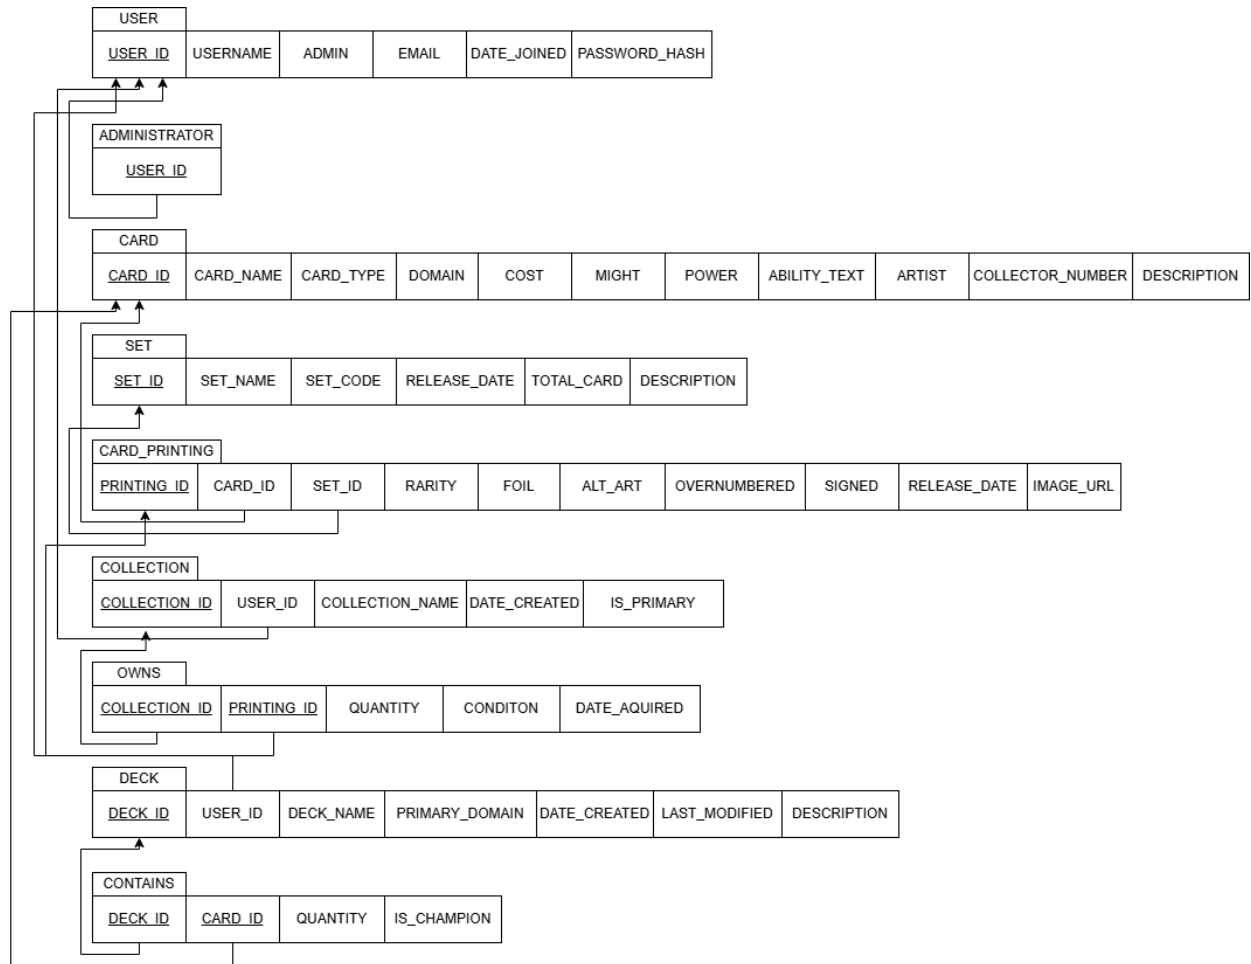 USER
USER_ID USERNAME ADMIN EMAIL DATE_JOINED PASSWORD_HASH
ADMINISTRATOR
USER_ID
CARD
CARD_ID CARD_NAME CARD_TYPE DOMAIN COST MIGHT POWER ABILITY_TEXT ARTIST COLLECTOR_NUMBER DESCRIPTION
SET
SET_ID SET_NAME SET_CODE RELEASE_DATE TOTAL_CARD DESCRIPTION
CARD_PRINTING
PRINTING_ID CARD_ID SET_ID RARITY FOIL ALT_ART OVERNUMBERED SIGNED RELEASE_DATE IMAGE_URL
COLLECTION
COLLECTION_ID USER_ID COLLECTION_NAME DATE_CREATED IS_PRIMARY
OWNS
COLLECTION_ID PRINTING_ID QUANTITY CONDITON DATE_AQUIRED
DECK
DECK_ID USER_ID DECK_NAME PRIMARY_DOMAIN DATE_CREATED LAST_MODIFIED DESCRIPTION
CONTAINS
DECK_ID CARD_ID QUANTITY IS_CHAMPION